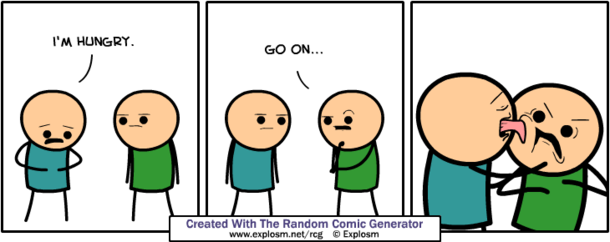 I'M HUNGRY.
GO ON...
Created With The Random Comic Generator
www.explosm.net/rcg © Explosm